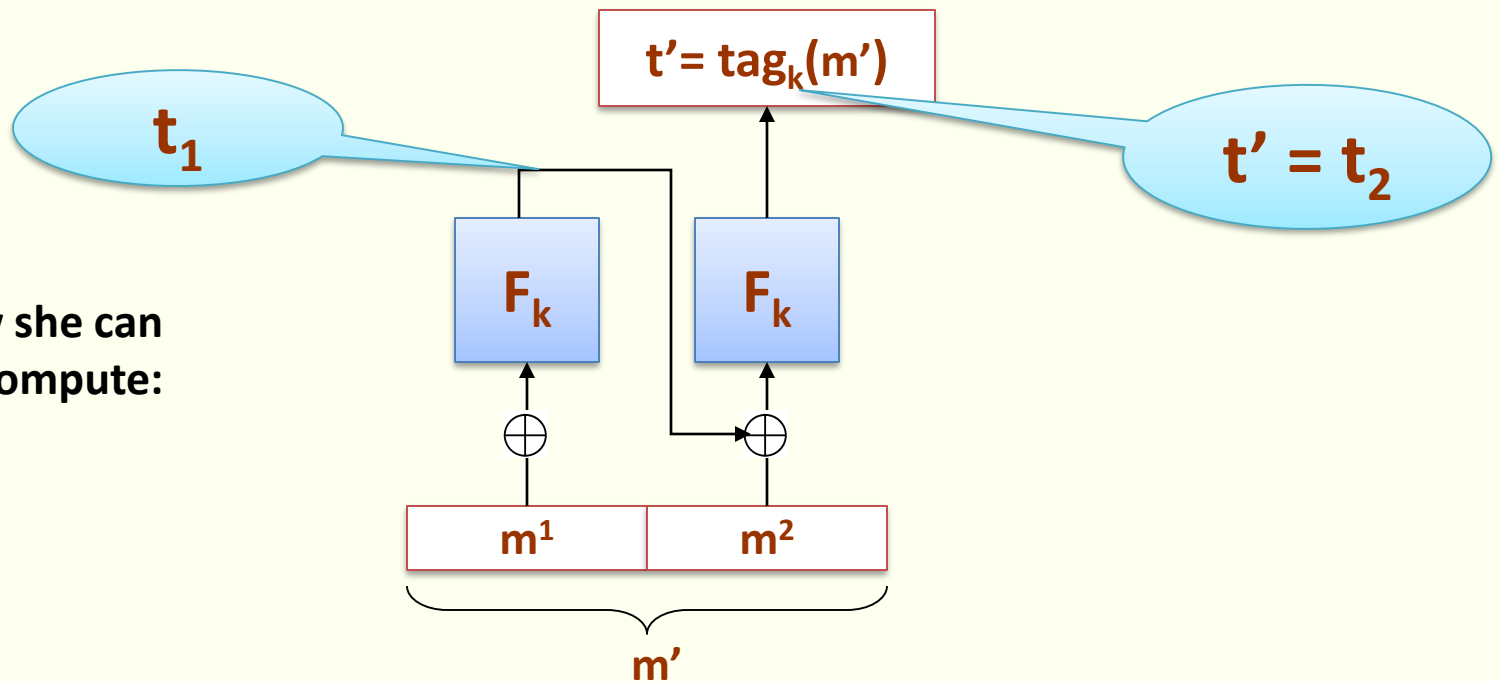 t’= tagₖ(m’)
t₁
t’ = t₂
Fₖ
Fₖ
she can
ompute:
m¹
m²
m’